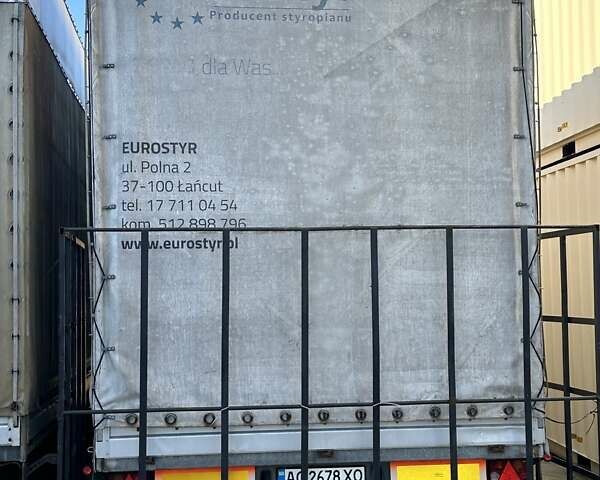 Producent styropianu
dla Was...
EUROSTYR
ul. Polna 2
37-100 Łańcut
tel. 17 711 04 54
kom. 512 898 796
www.eurostyr.pl
AC2678XO